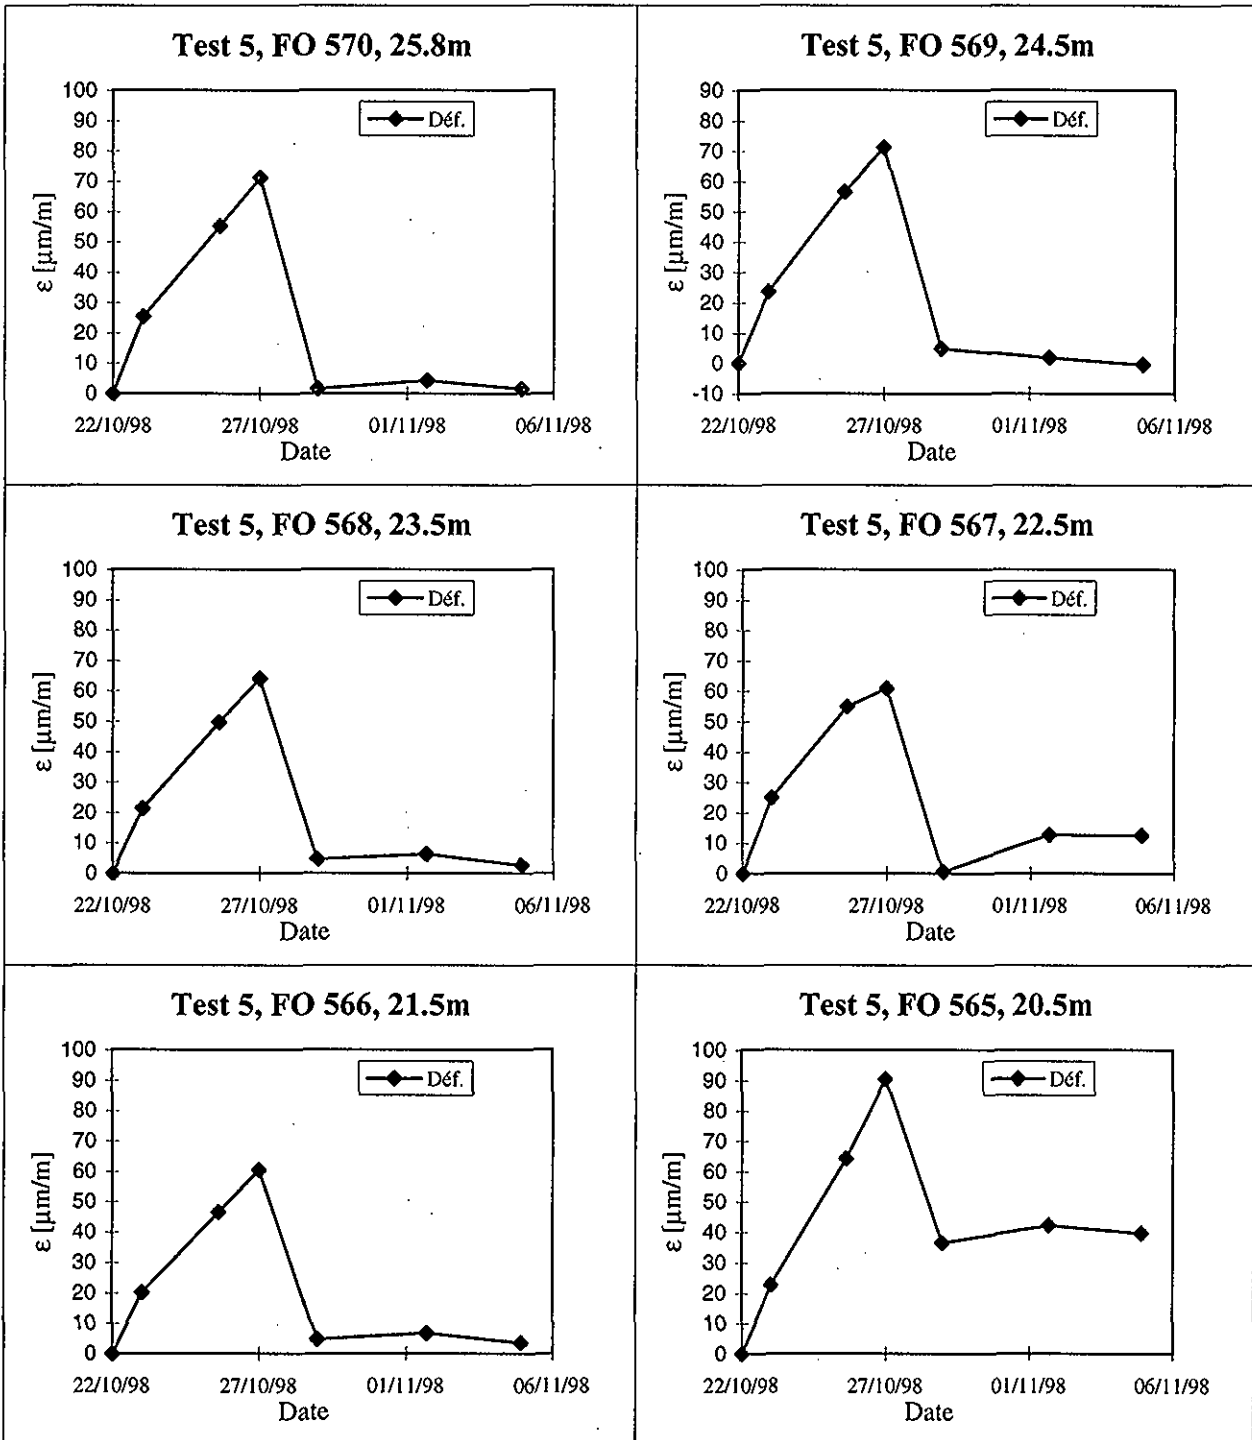 Test 5, FO 570, 25.8m
100
90
80
70
60
50
40
30
20
10
0
ε [μm/m]
Déf.
22/10/98 27/10/98 01/11/98 06/11/98
Date
Test 5, FO 569, 24.5m
90
80
70
60
50
40
30
20
10
0
-10
ε [μm/m]
Déf.
22/10/98 27/10/98 01/11/98 06/11/98
Date
Test 5, FO 568, 23.5m
100
90
80
70
60
50
40
30
20
10
0
ε [μm/m]
Déf.
22/10/98 27/10/98 01/11/98 06/11/98
Date
Test 5, FO 567, 22.5m
100
90
80
70
60
50
40
30
20
10
0
ε [μm/m]
Déf.
22/10/98 27/10/98 01/11/98 06/11/98
Date
Test 5, FO 566, 21.5m
100
90
80
70
60
50
40
30
20
10
0
ε [μm/m]
Déf.
22/10/98 27/10/98 01/11/98 06/11/98
Date
Test 5, FO 565, 20.5m
100
90
80
70
60
50
40
30
20
10
0
ε [μm/m]
Déf.
22/10/98 27/10/98 01/11/98 06/11/98
Date